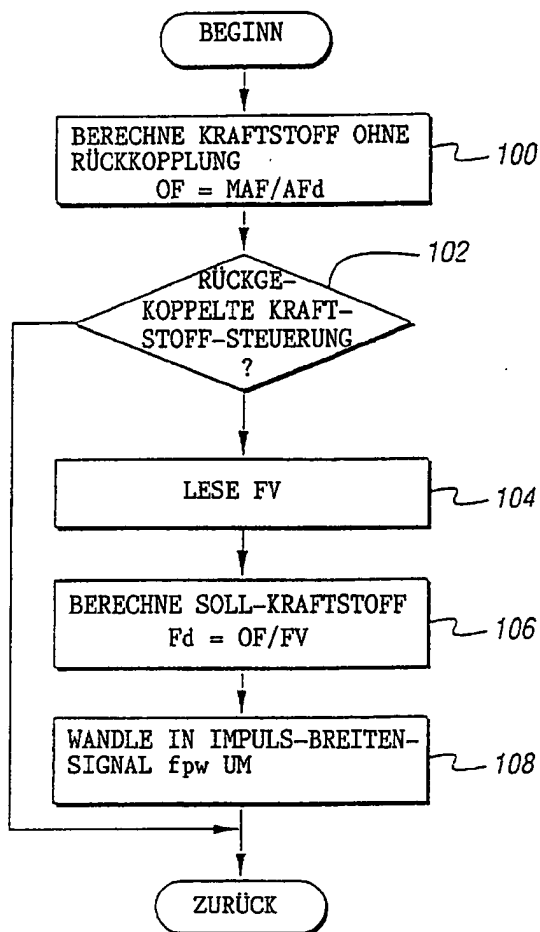 BEGINN
BERECHNE KRAFTSTOFF OHNE
RÜCKKOPPLUNG
OF = MAF/AFd
100
102
RÜCKGE-
KOPPELTE KRAFT-
STOFF-STEUERUNG
?
LESE FV
104
BERECHNE SOLL-KRAFTSTOFF
Fd = OF/FV
106
WANDLE IN IMPULS-BREITEN-
SIGNAL fpw UM
108
ZURÜCK